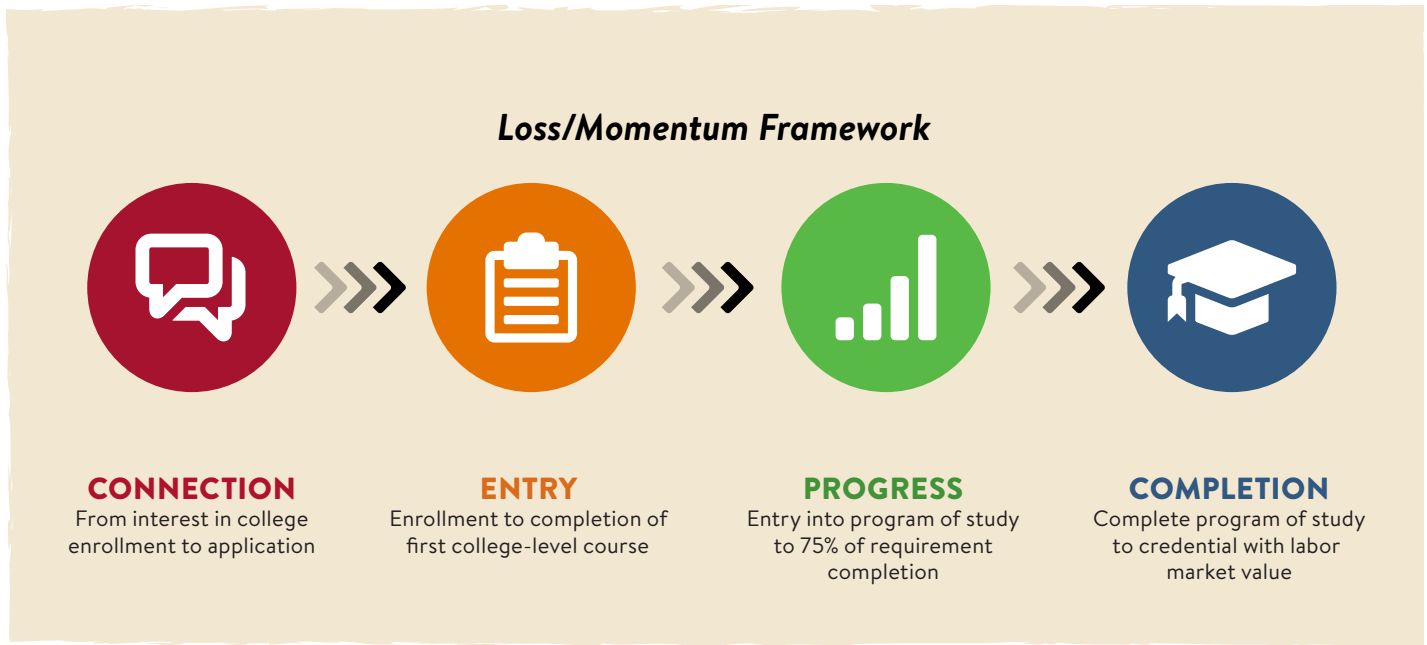 Loss/Momentum Framework
CONNECTION
From interest in college
enrollment to application
ENTRY
Enrollment to completion of
first college-level course
PROGRESS
Entry into program of study
to 75% of requirement
completion
COMPLETION
Complete program of study
to credential with labor
market value